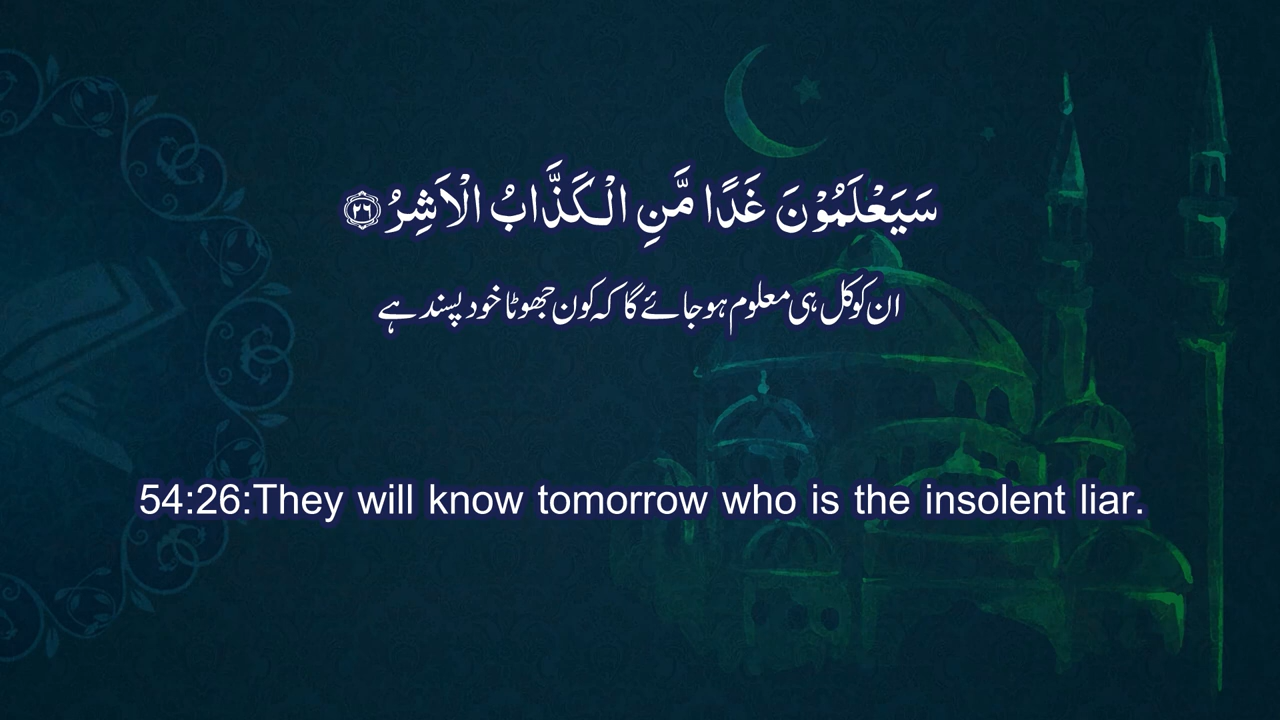 سَيَعْلَمُوْنَ غَدًا مَّنِ الْكَذَّابُ الْاَشِرُ ۝۲۶
ان کو کل ہی معلوم ہو جائے گا کہ کون جھوٹا خود پسند ہے
54:26:They will know tomorrow who is the insolent liar.